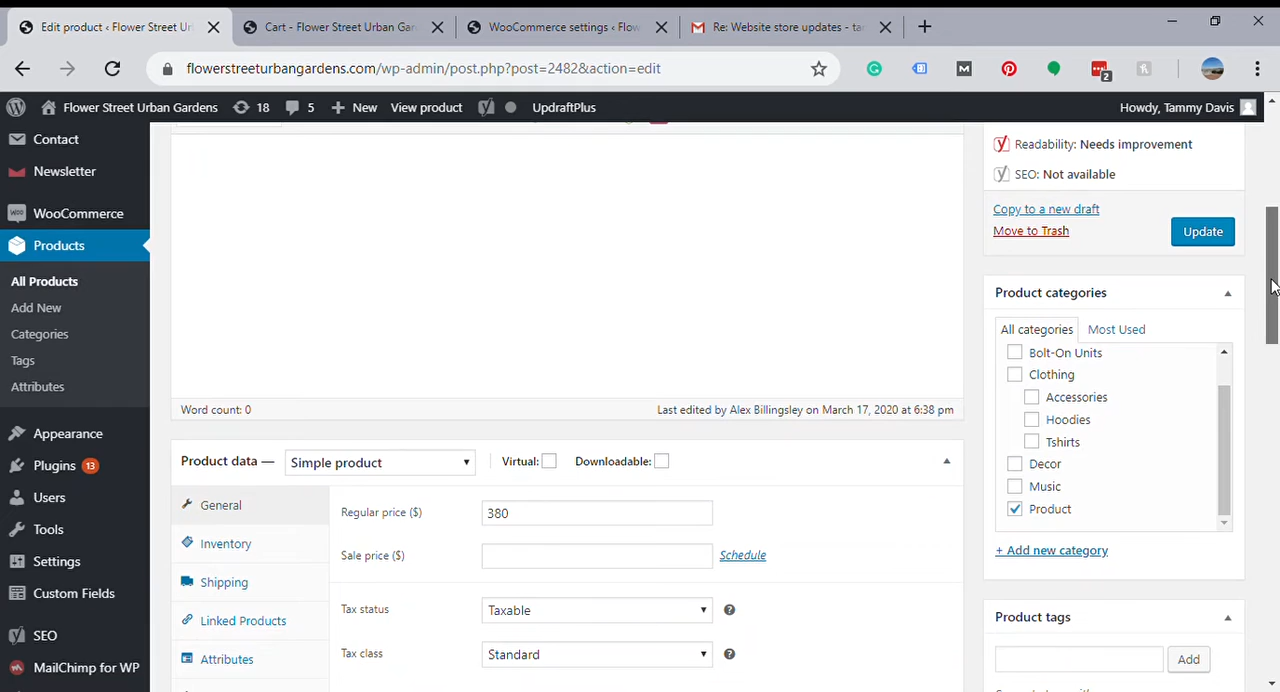 Edit product ‹ Flower Street Ur
Cart - Flower Street Urban Gar
WooCommerce settings ‹ Flow
Re: Website store updates - ta
flowerstreeturbangardens.com/wp-admin/post.php?post=2482&action=edit
2
Flower Street Urban Gardens
18
5
New
View product
UpdraftPlus
Howdy, Tammy Davis
Contact
Newsletter
WooCommerce
Products
All Products
Add New
Categories
Tags
Attributes
Appearance
Plugins 13
Users
Tools
Settings
Custom Fields
SEO
MailChimp for WP
Word count: 0
Last edited by Alex Billingsley on March 17, 2020 at 6:38 pm
Product data —
Simple product
Virtual:
Downloadable:
General
Inventory
Shipping
Linked Products
Attributes
Regular price ($)
380
Sale price ($)
Schedule
Tax status
Taxable
Tax class
Standard
Readability: Needs improvement
SEO: Not available
Copy to a new draft
Move to Trash
Update
Product categories
All categories
Most Used
Bolt-On Units
Clothing
Accessories
Hoodies
Tshirts
Decor
Music
Product
+ Add new category
Product tags
Add